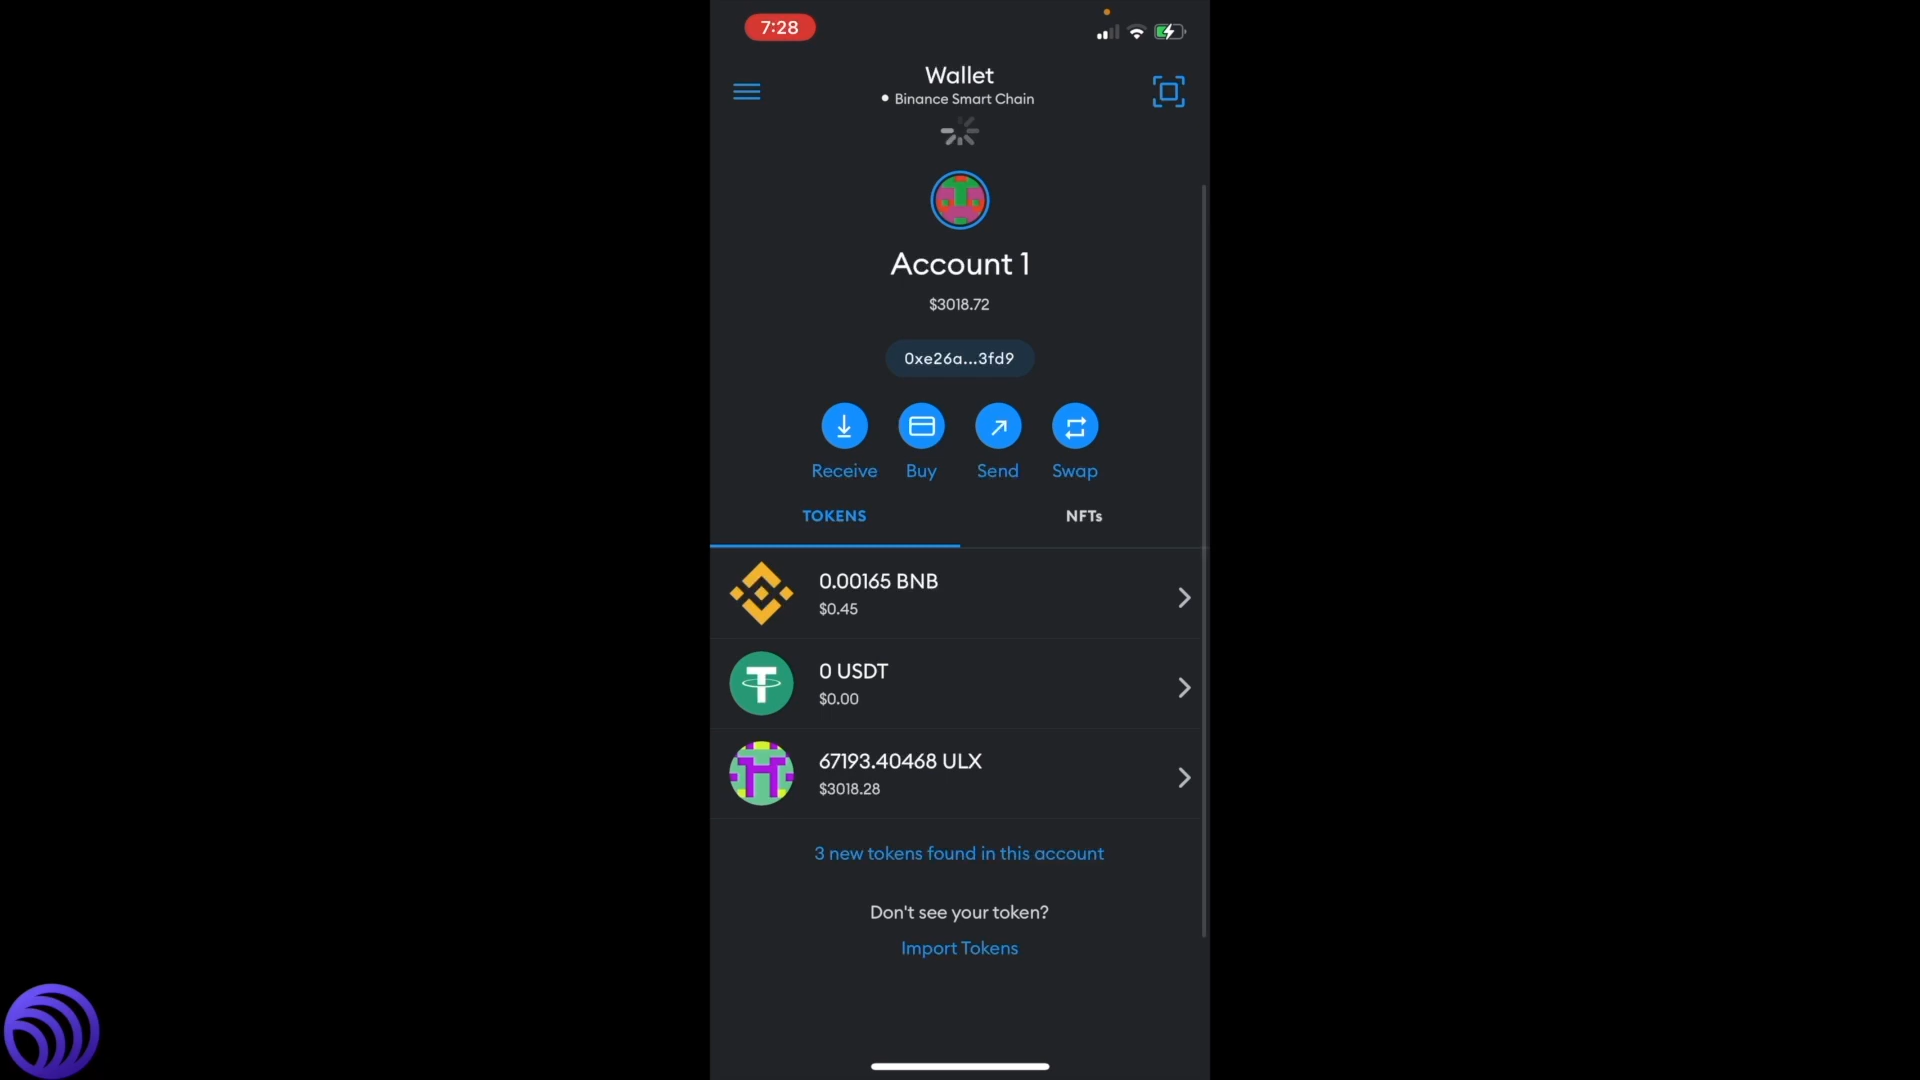 7:28
Wallet
Binance Smart Chain
Account 1
$3018.72
0xe26a...3fd9
Receive
Buy
Send
Swap
TOKENS
NFTs
0.00165 BNB
$0.45
0 USDT
$0.00
67193.40468 ULX
$3018.28
3 new tokens found in this account
Don't see your token?
Import Tokens